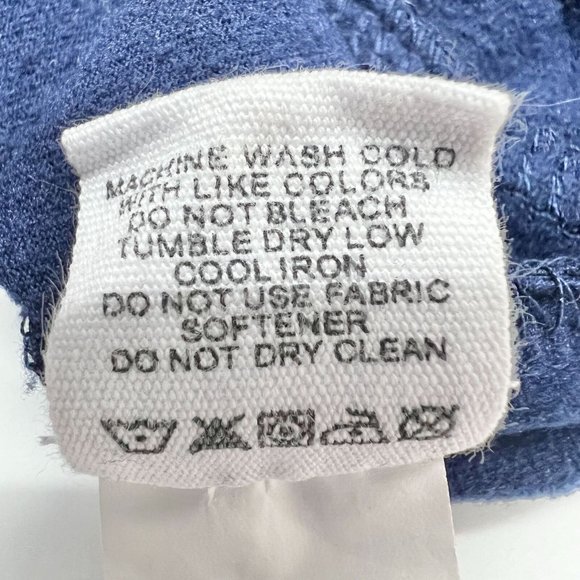 MACHINE WASH COLD
WITH LIKE COLORS
DO NOT BLEACH
TUMBLE DRY LOW
COOL IRON
DO NOT USE FABRIC
SOFTENER
DO NOT DRY CLEAN